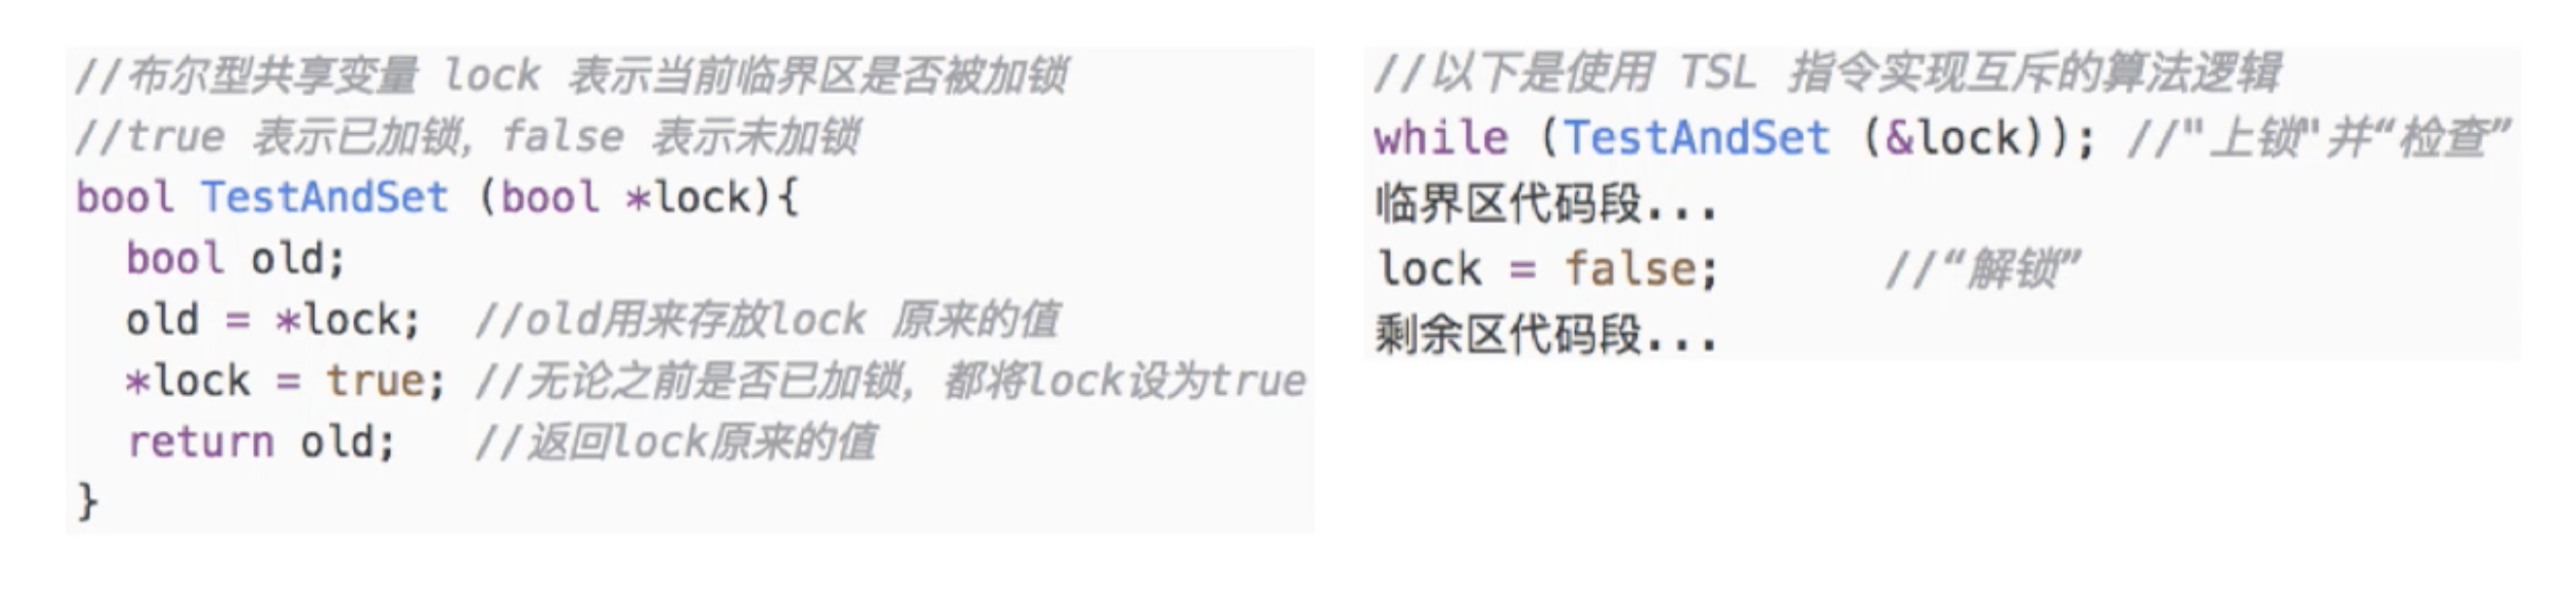 //布尔型共享变量 lock 表示当前临界区是否被加锁
//true 表示已加锁，false 表示未加锁
bool TestAndSet (bool *lock){
  bool old;
  old = *lock;  //old用来存放lock 原来的值
  *lock = true; //无论之前是否已加锁，都将lock设为true
  return old;   //返回lock原来的值
}
//以下是使用 TSL 指令实现互斥的算法逻辑
while (TestAndSet (&lock)); //"上锁"并“检查”
临界区代码段...
lock = false;       //“解锁”
剩余区代码段...